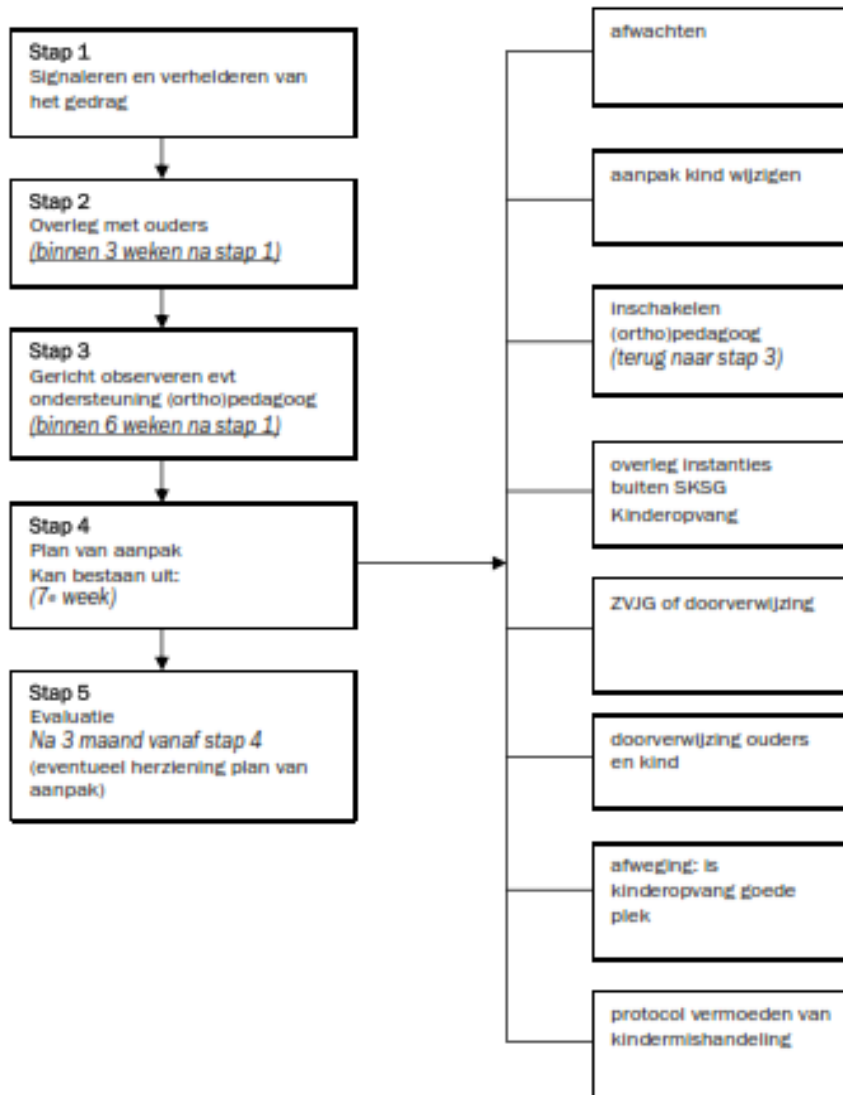 Stap 1
Signaleren en verhelderen van
het gedrag
Stap 2
Overleg met ouders
(binnen 3 weken na stap 1)
Stap 3
Gericht observeren evt
ondersteuning (ortho)pedagoog
(binnen 6 weken na stap 1)
Stap 4
Plan van aanpak
Kan bestaan uit:
(7e week)
Stap 5
Evaluatie
Na 3 maand vanaf stap 4
(eventueel herziening plan van
aanpak)
afwachten
aanpak kind wijzigen
inschakelen
(ortho)pedagoog
(terug naar stap 3)
overleg instanties
buiten SKSG
Kinderopvang
ZVJG of doorverwijzing
doorverwijzing ouders
en kind
afweging: is
kinderopvang goede
plek
protocol vermoeden van
kindermishandeling